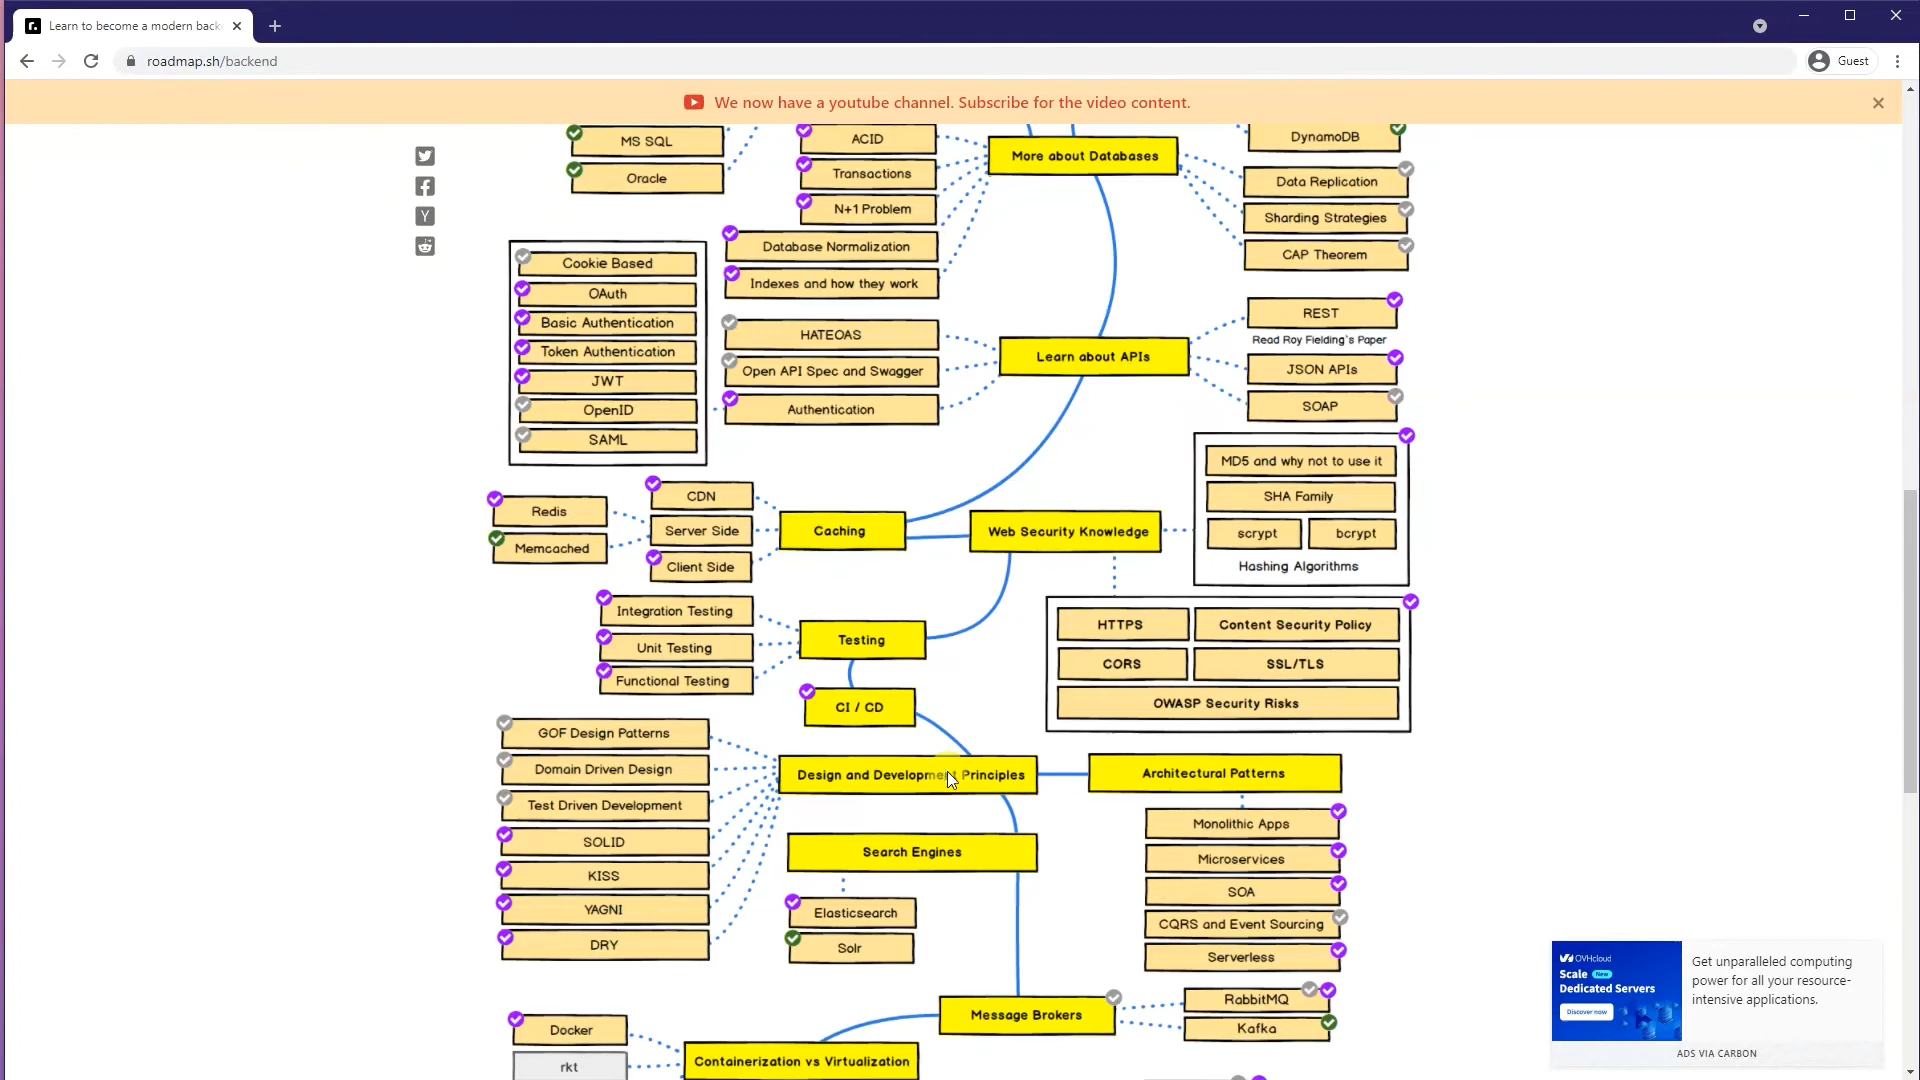 Learn to become a modern back
roadmap.sh/backend
Guest
We now have a youtube channel. Subscribe for the video content.
MS SQL
Oracle
ACID
Transactions
N+1 Problem
Database Normalization
Indexes and how they work
More about Databases
DynamoDB
Data Replication
Sharding Strategies
CAP Theorem
Cookie Based
OAuth
Basic Authentication
Token Authentication
JWT
OpenID
SAML
HATEOAS
Open API Spec and Swagger
Authentication
Learn about APIs
REST
Read Roy Fielding's Paper
JSON APIs
SOAP
MD5 and why not to use it
SHA Family
scrypt
bcrypt
Hashing Algorithms
Redis
Memcached
CDN
Server Side
Client Side
Caching
Web Security Knowledge
HTTPS
Content Security Policy
CORS
SSL/TLS
OWASP Security Risks
Integration Testing
Unit Testing
Functional Testing
Testing
CI / CD
GOF Design Patterns
Domain Driven Design
Test Driven Development
SOLID
KISS
YAGNI
DRY
Design and Development Principles
Architectural Patterns
Monolithic Apps
Microservices
SOA
CQRS and Event Sourcing
Serverless
Search Engines
Elasticsearch
Solr
Message Brokers
RabbitMQ
Kafka
Docker
rkt
Containerization vs Virtualization
OVHcloud
Scale New
Dedicated Servers
Discover now
Get unparalleled computing
power for all your resource-
intensive applications.
ADS VIA CARBON